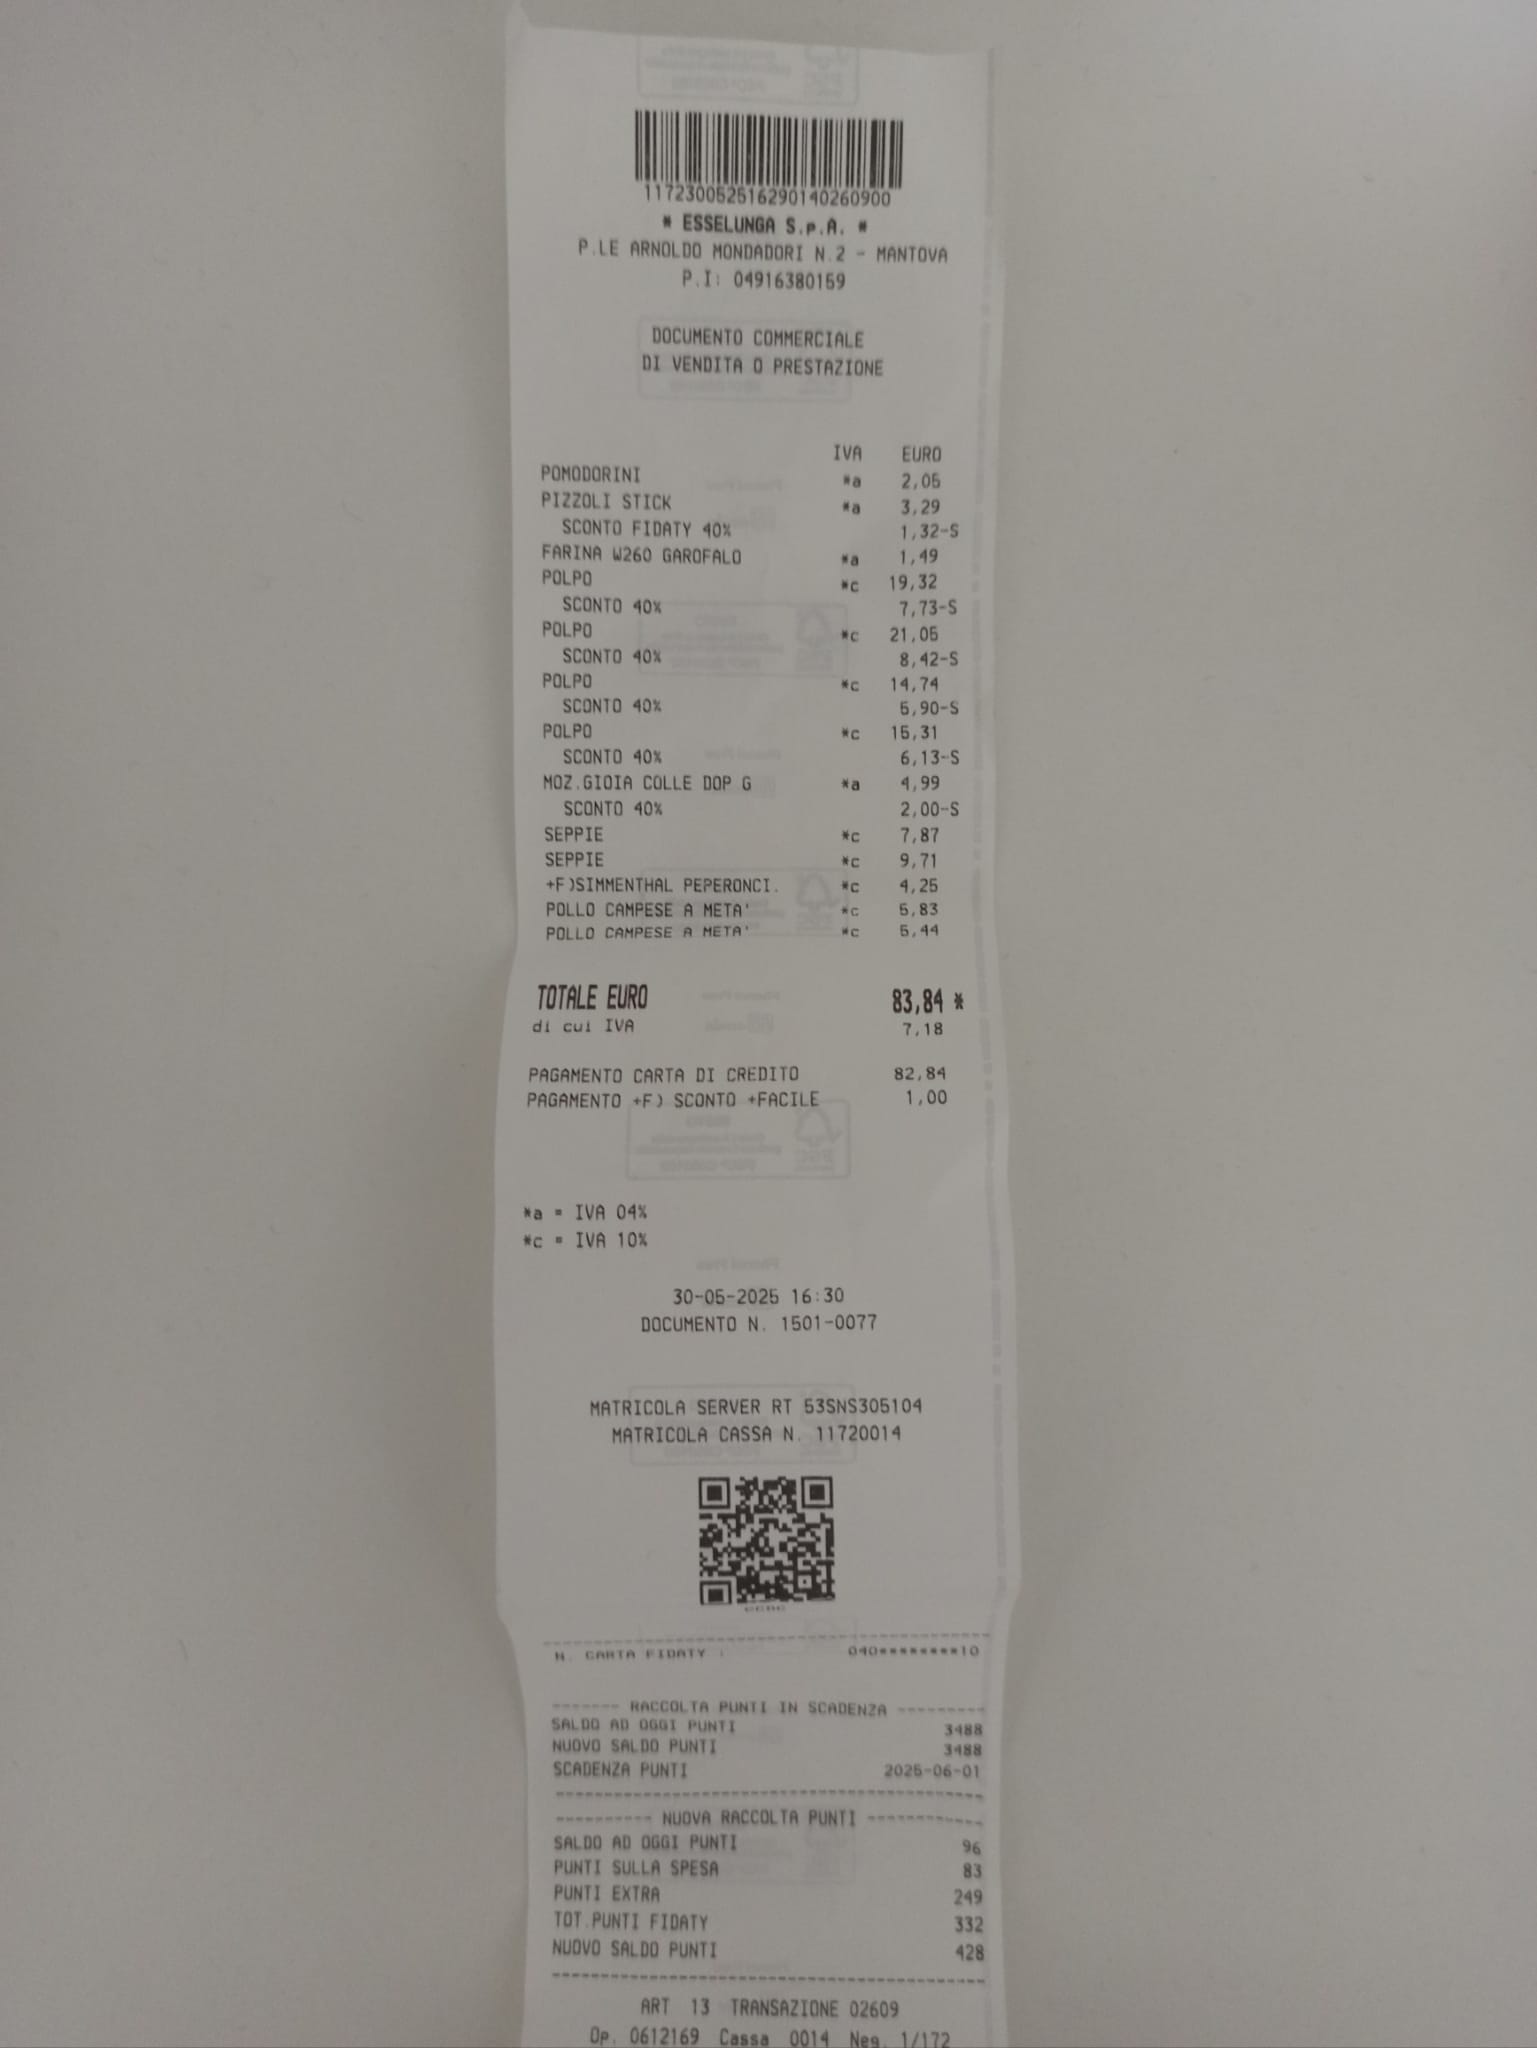 117230052516290140260900
* ESSELUNGA S.p.A. *
P.LE ARNOLDO MONDADORI N.2 - MANTOVA
P.I: 04916380159
DOCUMENTO COMMERCIALE
DI VENDITA O PRESTAZIONE
IVA EURO
POMODORINI *a 2,05
PIZZOLI STICK *a 3,29
SCONTO FIDATY 40% 1,32-S
FARINA W260 GAROFALO *a 1,49
POLPO *c 19,32
SCONTO 40% 7,73-S
POLPO *c 21,05
SCONTO 40% 8,42-S
POLPO *c 14,74
SCONTO 40% 5,90-S
POLPO *c 15,31
SCONTO 40% 6,13-S
MOZ.GIOIA COLLE DOP G *a 4,99
SCONTO 40% 2,00-S
SEPPIE *c 7,87
SEPPIE *c 9,71
+F)SIMMENTHAL PEPERONCI. *c 4,25
POLLO CAMPESE A META' *c 5,83
POLLO CAMPESE A META' *c 5,44
TOTALE EURO 83,84 *
di cui IVA 7,18
PAGAMENTO CARTA DI CREDITO 82,84
PAGAMENTO +F) SCONTO +FACILE 1,00
*a = IVA 04%
*c = IVA 10%
30-05-2025 16:30
DOCUMENTO N. 1501-0077
MATRICOLA SERVER RT 53SNS305104
MATRICOLA CASSA N. 11720014
N. CARTA FIDATY : 040********10
------- RACCOLTA PUNTI IN SCADENZA ---------
SALDO AD OGGI PUNTI 3488
NUOVO SALDO PUNTI 3488
SCADENZA PUNTI 2025-06-01
---------- NUOVA RACCOLTA PUNTI ------------
SALDO AD OGGI PUNTI 96
PUNTI SULLA SPESA 83
PUNTI EXTRA 249
TOT.PUNTI FIDATY 332
NUOVO SALDO PUNTI 428
ART 13 TRANSAZIONE 02609
Op. 0612169 Cassa 0014 Neg. 1/172